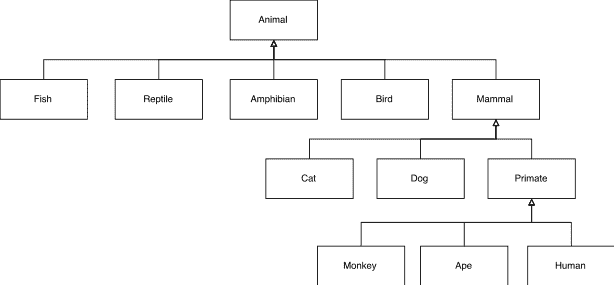 Animal
Fish
Reptile
Amphibian
Bird
Mammal
Cat
Dog
Primate
Monkey
Ape
Human